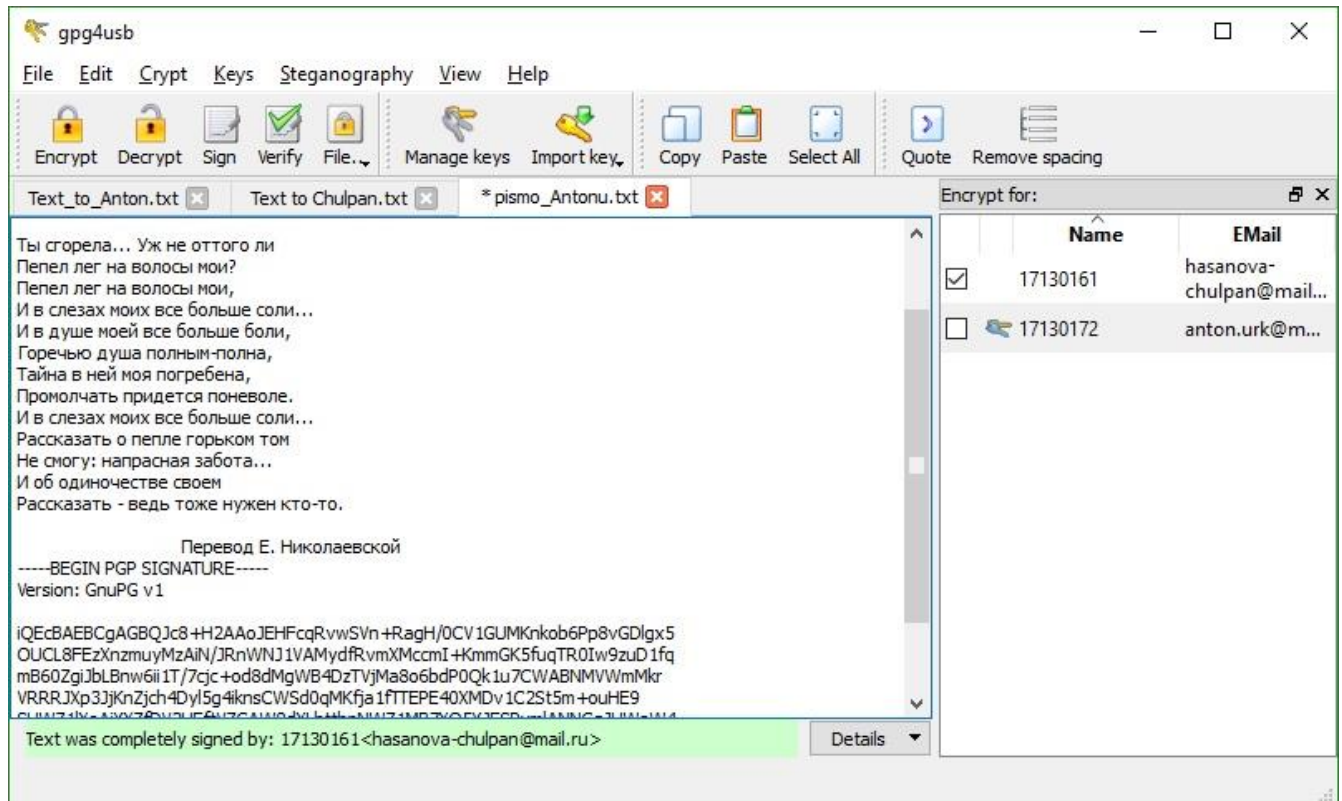 gpg4usb
File Edit Crypt Keys Steganography View Help
Encrypt Decrypt Sign Verify File... Manage keys Import key Copy Paste Select All Quote Remove spacing
Text_to_Anton.txt Text to Chulpan.txt * pismo_Antonu.txt
Ты сгорела... Уж не оттого ли
Пепел лег на волосы мои?
Пепел лег на волосы мои,
И в слезах моих все больше соли...
И в душе моей все больше боли,
Горечью душа полным-полна,
Тайна в ней моя погребена,
Промолчать придется поневоле.
И в слезах моих все больше соли...
Рассказать о пепле горьком том
Не смогу: напрасная забота...
И об одиночестве своем
Рассказать - ведь тоже нужен кто-то.
Перевод Е. Николаевской
-----BEGIN PGP SIGNATURE-----
Version: GnuPG v1
iQEcBAEBCgAGBQJc8+H2AAoJEHFcqRvwSVn+RagH/0CV1GUMKnkob6Pp8vGDlgx5
OUCL8FEzXnzmuyMzAiN/JRnWNJ1VAMydfRvmXMccmI+KmmGK5fuqTR0Iw9zuD1fq
mB60ZgiJbLBnw6ii1T/7cjc+od8dMgWB4DzTVjMa8o6bdP0Qk1u7CWABNMVWmMkr
VRRRJXp3JjKnZjch4Dyl5g4iknsCWSd0qMKfja1fTTEPE40XMDv1C2St5m+ouHE9
Text was completely signed by: 17130161<hasanova-chulpan@mail.ru>
Details
Encrypt for:
Name EMail
17130161 hasanova-
chulpan@mail...
17130172 anton.urk@m...